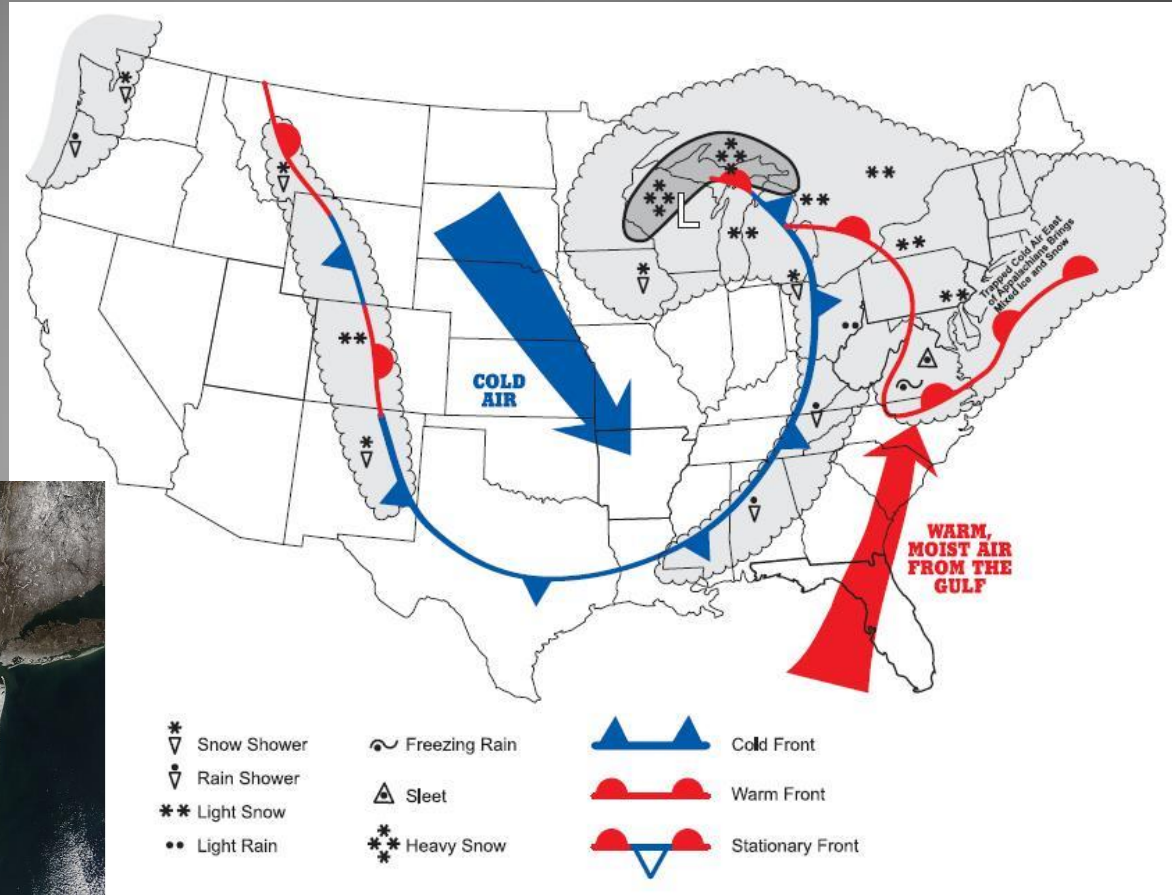 L
Trapped Cold Air East
of Appalachians Brings
Mixed Ice and Snow
COLD
AIR
WARM,
MOIST AIR
FROM THE
GULF
Snow Shower
Rain Shower
Light Snow
Light Rain
Freezing Rain
Sleet
Heavy Snow
Cold Front
Warm Front
Stationary Front